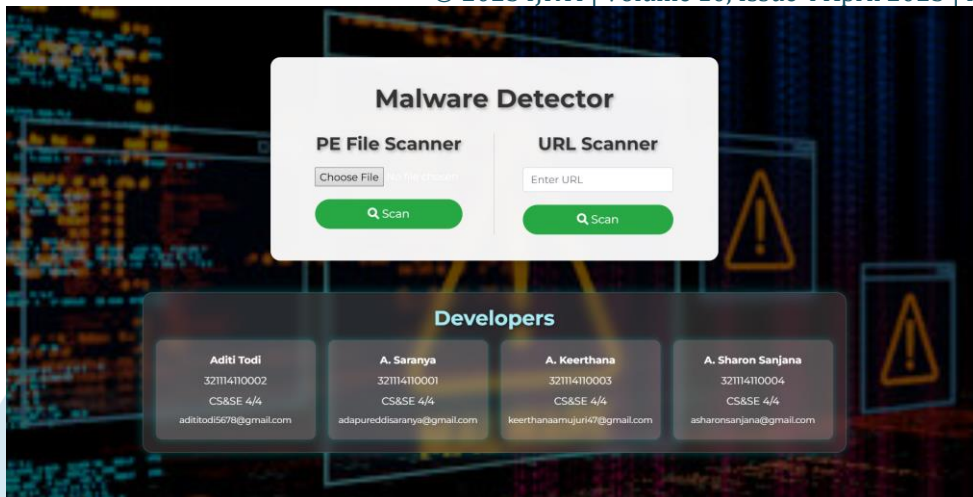 Malware Detector
PE File Scanner
Choose File
Scan
URL Scanner
Enter URL
Scan
Developers
Aditi Todi
321114110002
CS&SE 4/4
adititodi5678@gmail.com
A. Saranya
321114110001
CS&SE 4/4
adapureddisaranya@gmail.com
A. Keerthana
321114110003
CS&SE 4/4
keerthanaamujuri47@gmail.com
A. Sharon Sanjana
321114110004
CS&SE 4/4
asharonsanjana@gmail.com